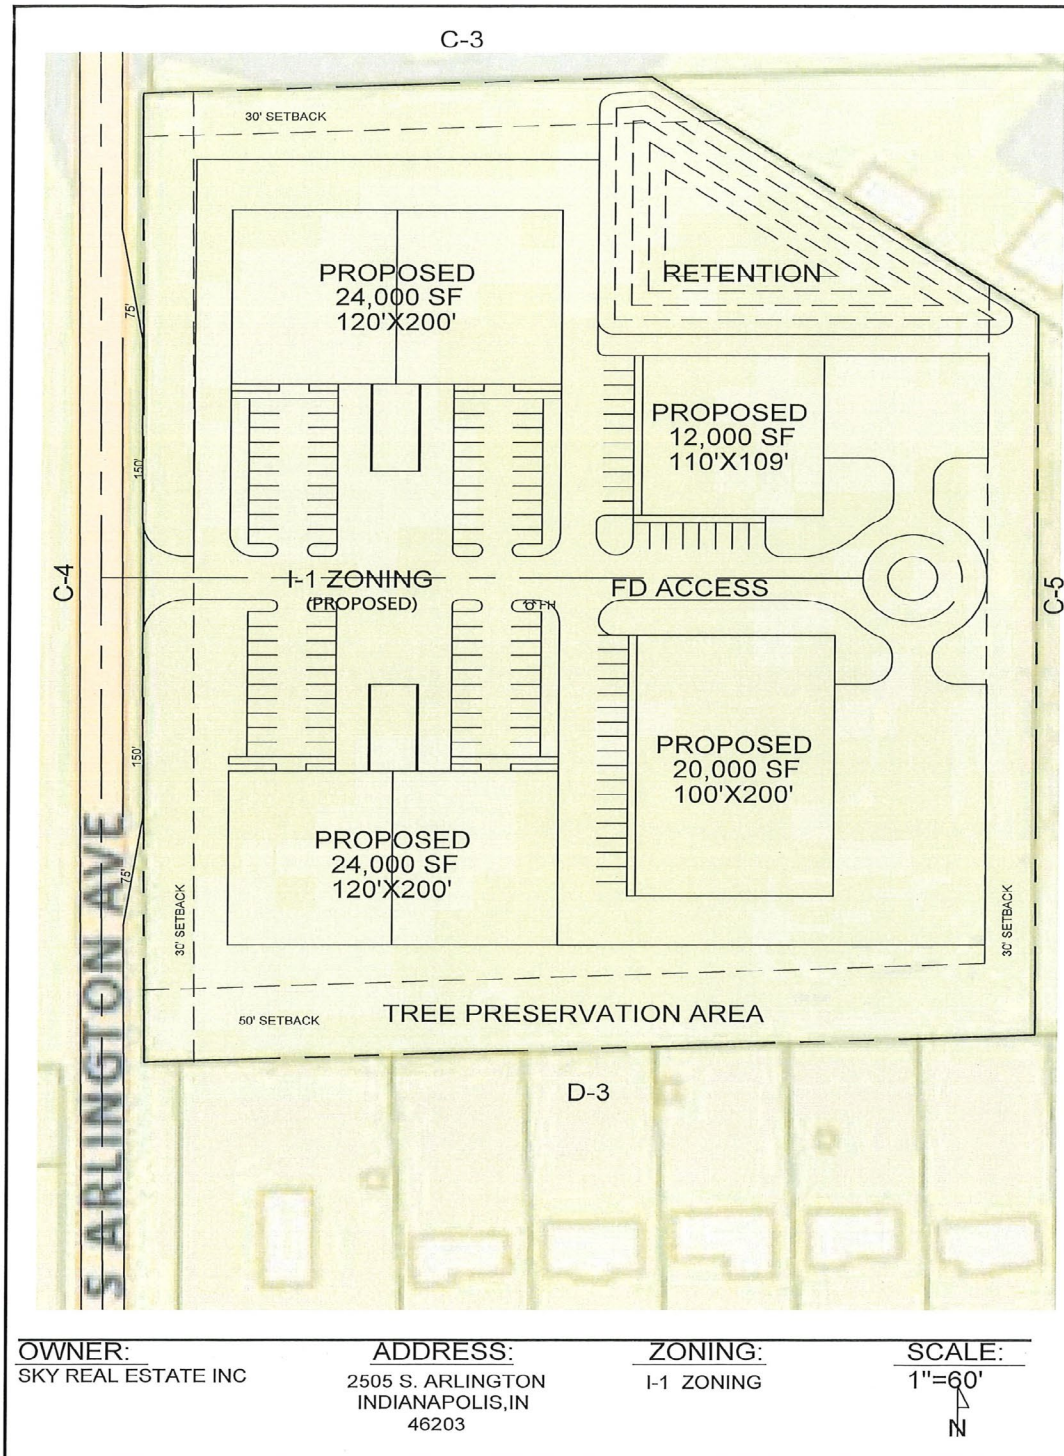 C-3
30' SETBACK
PROPOSED
24,000 SF
120'X200'
RETENTION
75'
PROPOSED
12,000 SF
110'X109'
150'
C-4
I-1 ZONING
(PROPOSED)
FH
FD ACCESS
C-5
PROPOSED
20,000 SF
100'X200'
150'
PROPOSED
24,000 SF
120'X200'
75'
30' SETBACK
30' SETBACK
50' SETBACK
TREE PRESERVATION AREA
S ARLINGTON AVE
D-3
OWNER:
SKY REAL ESTATE INC
ADDRESS:
2505 S. ARLINGTON
INDIANAPOLIS,IN
46203
ZONING:
I-1 ZONING
SCALE:
1"=60'
N